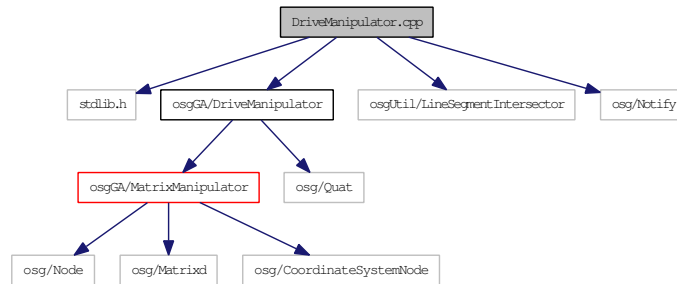 DriveManipulator.cpp
stdlib.h
osgGA/DriveManipulator
osgUtil/LineSegmentIntersector
osg/Notify
osgGA/MatrixManipulator
osg/Quat
osg/Node
osg/Matrixd
osg/CoordinateSystemNode